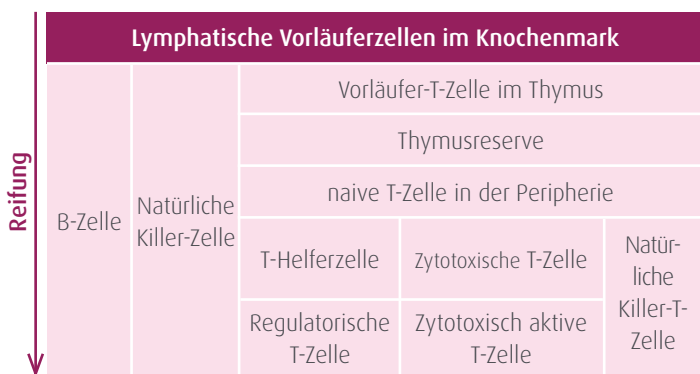 Lymphatische Vorläuferzellen im Knochenmark
Reifung
B-Zelle
Natürliche
Killer-Zelle
Vorläufer-T-Zelle im Thymus
Thymusreserve
naive T-Zelle in der Peripherie
T-Helferzelle
Zytotoxische T-Zelle
Natür-
liche
Killer-T-
Zelle
Regulatorische
T-Zelle
Zytotoxisch aktive
T-Zelle